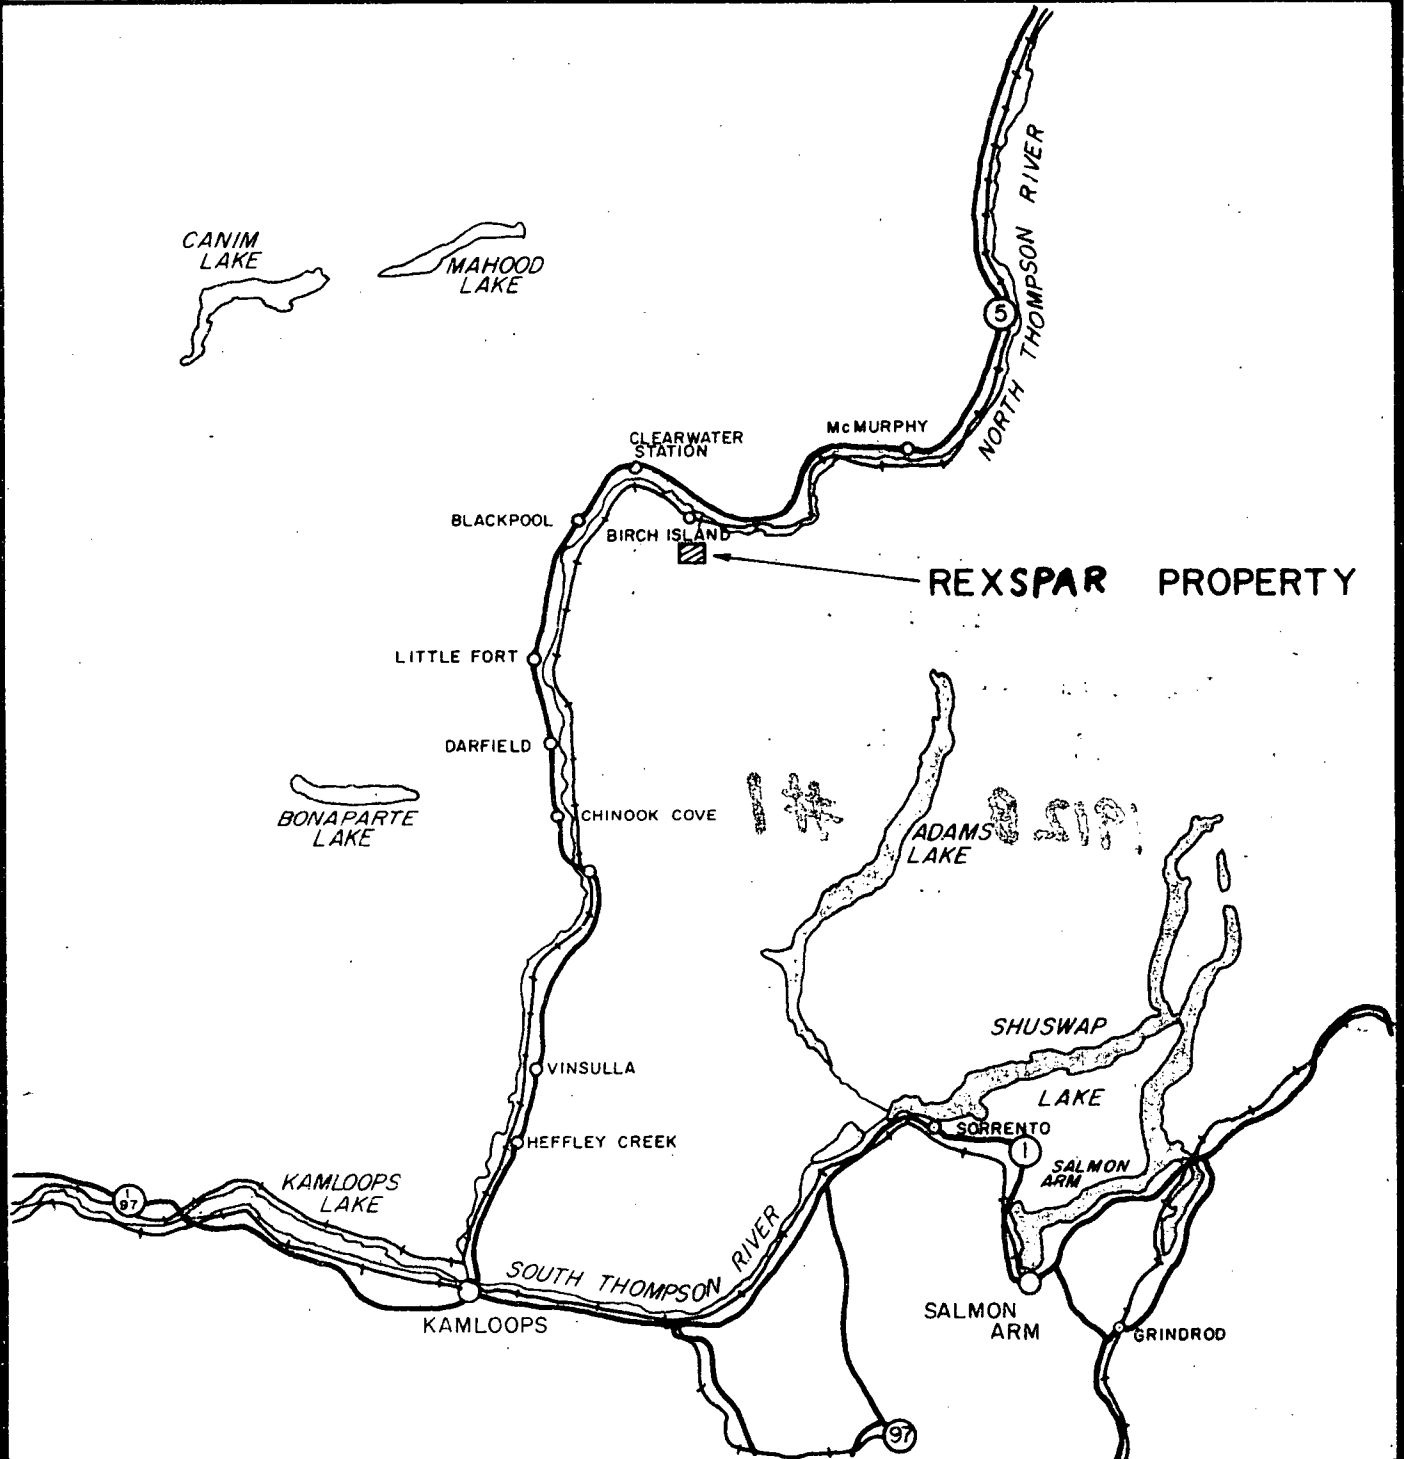 CANIM
LAKE
MAHOOD
LAKE
NORTH THOMPSON RIVER
5
McMURPHY
CLEARWATER
STATION
BLACKPOOL
BIRCH ISLAND
REXSPAR PROPERTY
LITTLE FORT
DARFIELD
BONAPARTE
LAKE
CHINOOK COVE
ADAMS
LAKE
SHUSWAP
LAKE
VINSULLA
HEFFLEY CREEK
SORRENTO
1
SALMON
ARM
KAMLOOPS
LAKE
1
97
SOUTH THOMPSON RIVER
KAMLOOPS
SALMON
ARM
GRINDROD
97